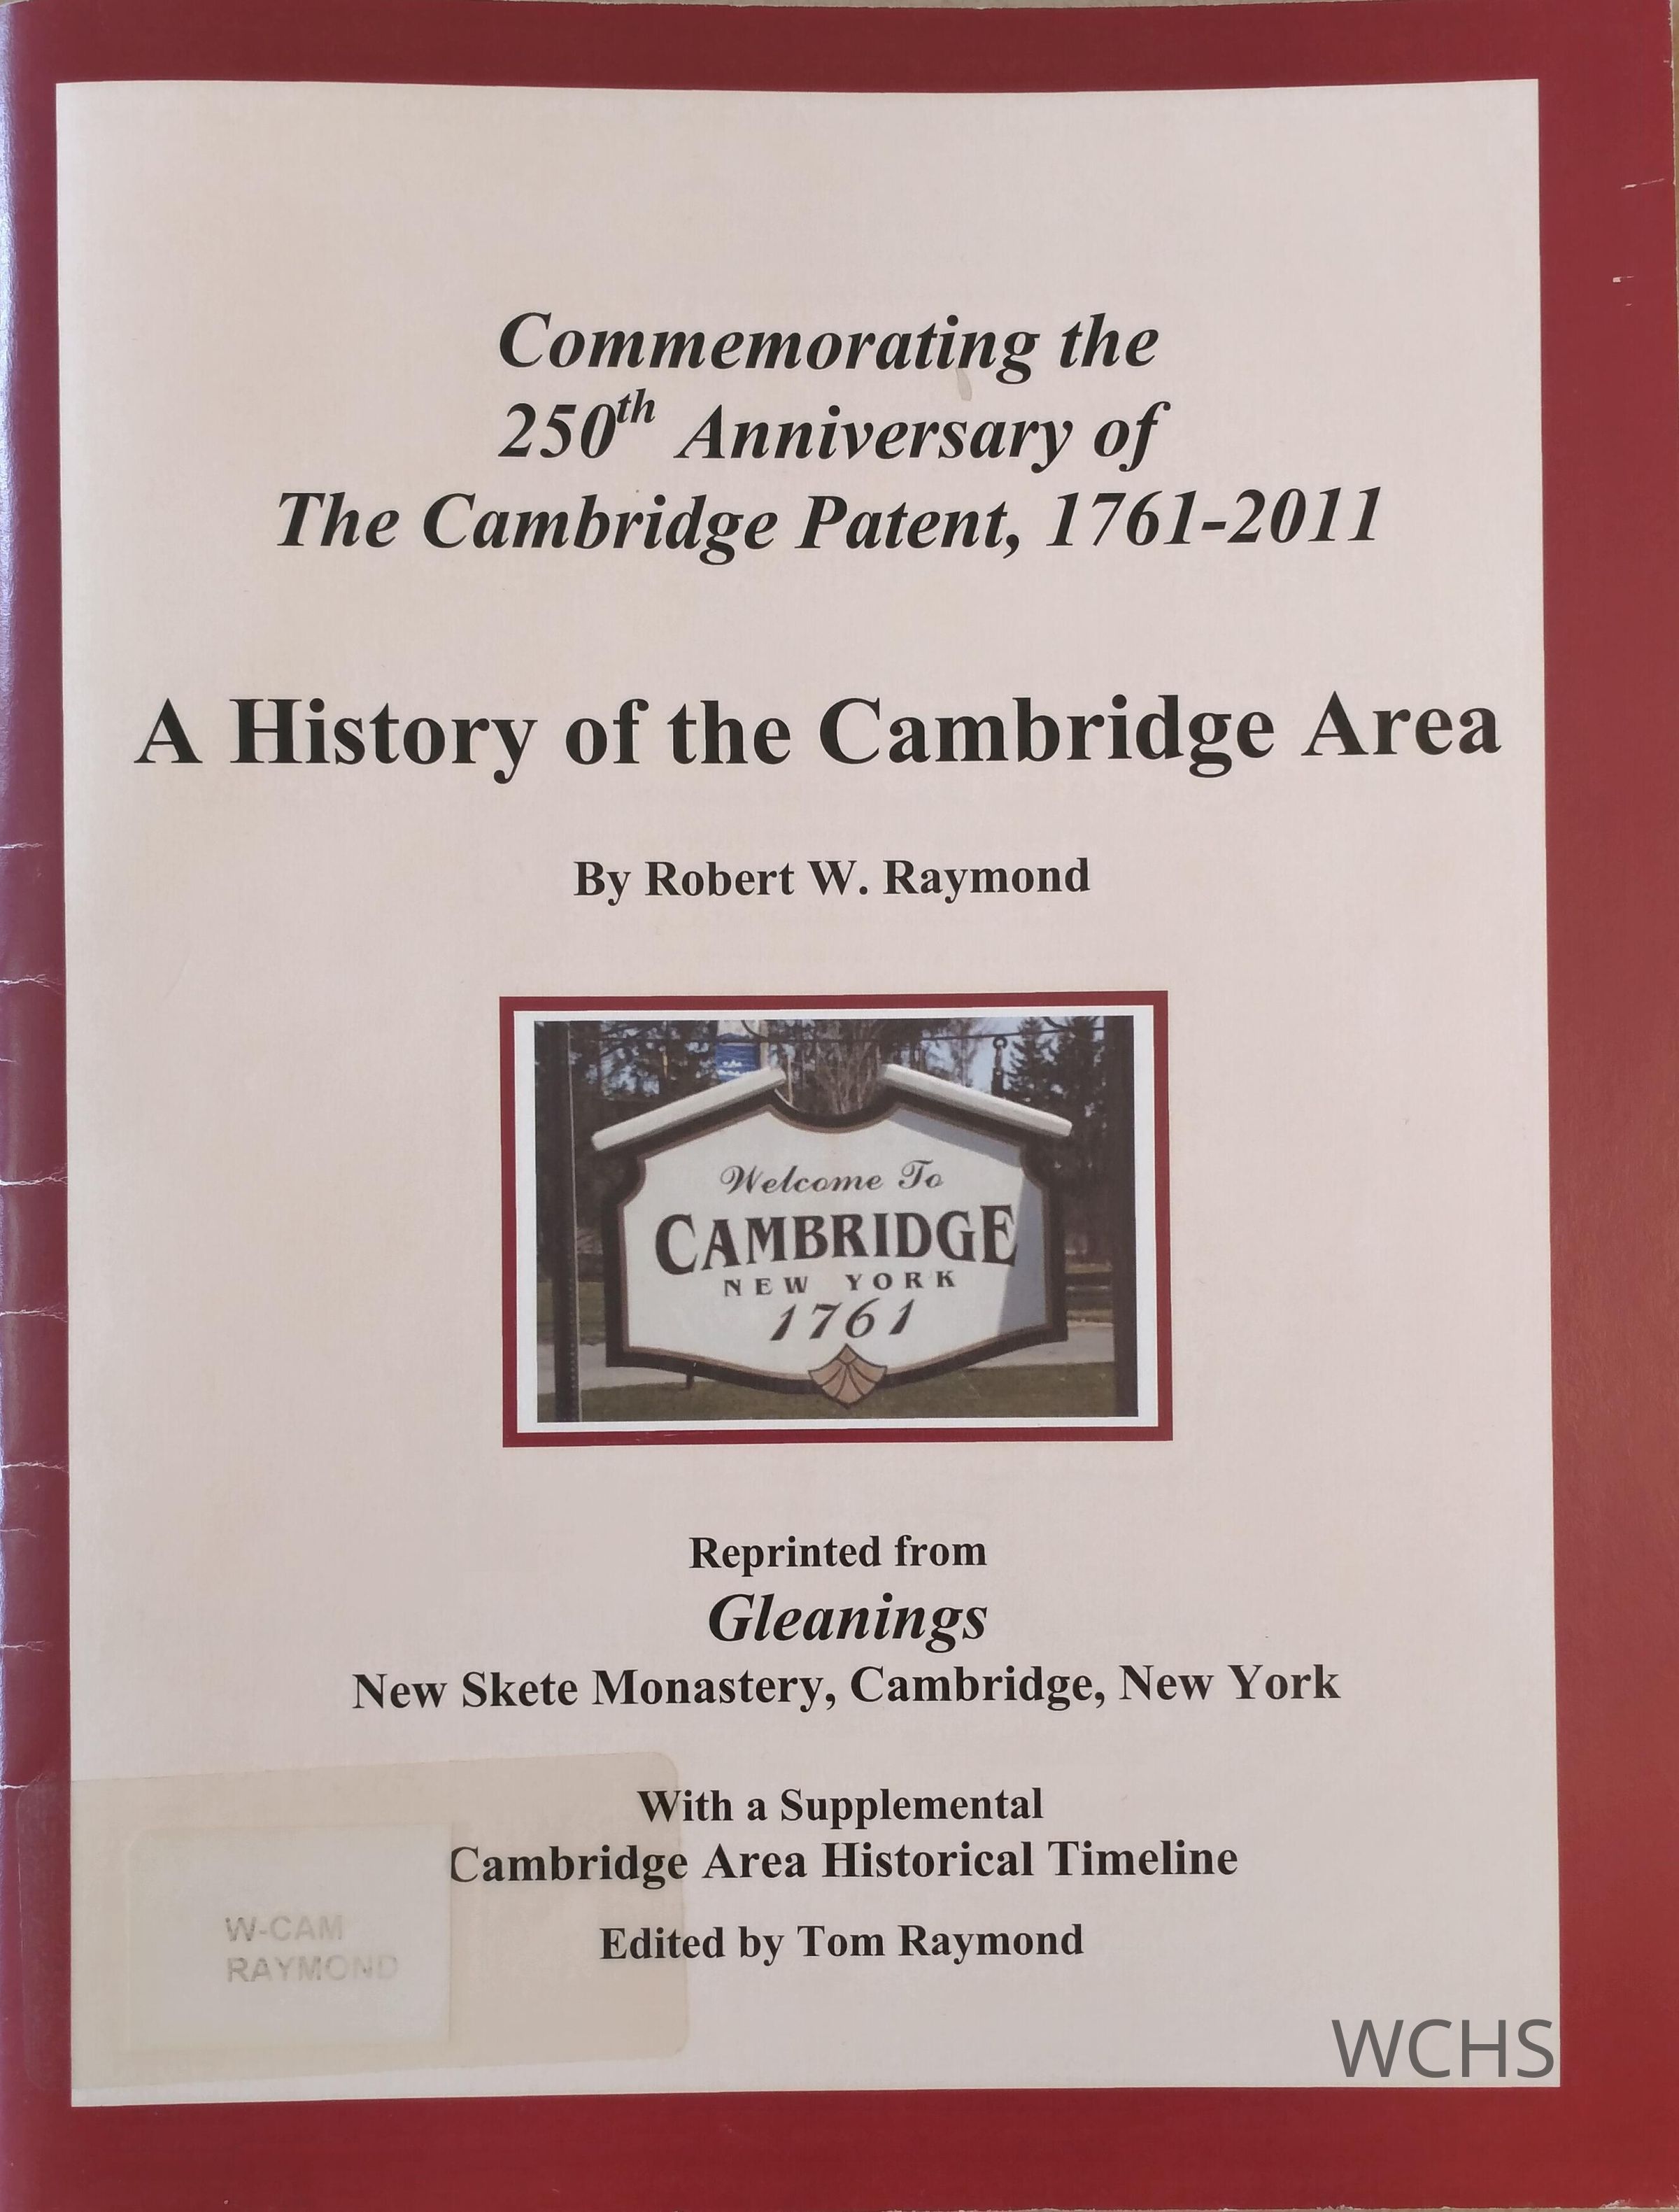 Commemorating the
250th Anniversary of
The Cambridge Patent, 1761-2011
A History of the Cambridge Area
By Robert W. Raymond
Welcome To
CAMBRIDGE
NEW YORK
1761
Reprinted from
Gleanings
New Skete Monastery, Cambridge, New York
With a Supplemental
Cambridge Area Historical Timeline
Edited by Tom Raymond
W-CAM
RAYMOND
WCHS